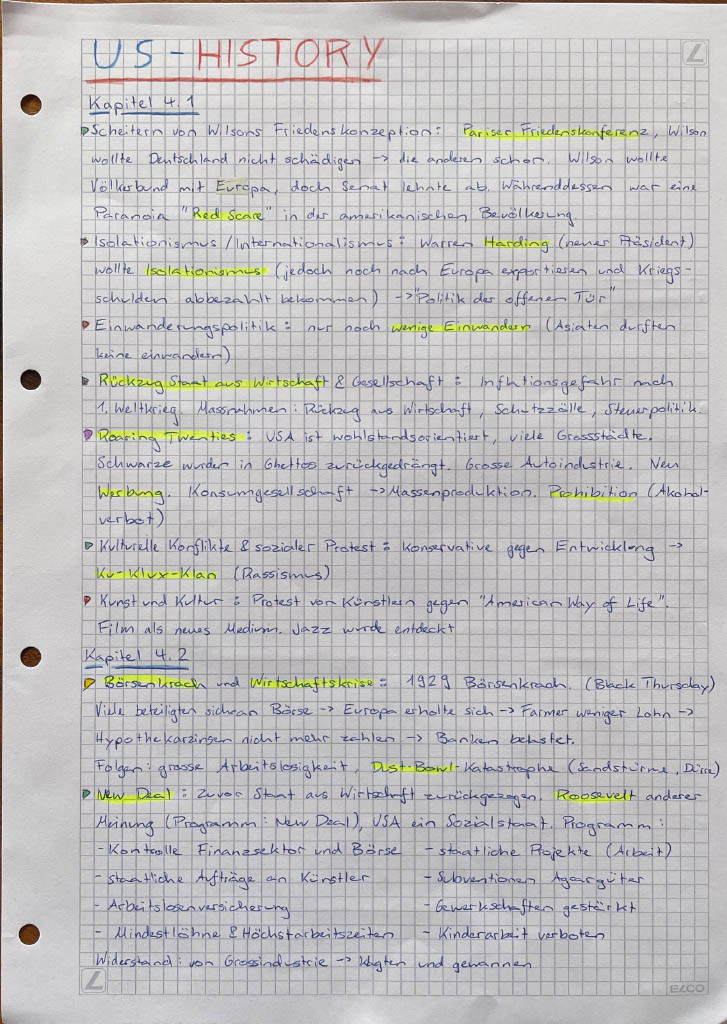 US - HISTORY
Kapitel 4.1
Scheitern von Wilsons Friedenskonzeption: Pariser Friedenskonferenz, Wilson
wollte Deutschland nicht schädigen → die anderen schon. Wilson wollte
Völkerbund mit Europa, doch Senat lehnte ab. Währenddessen war eine
Paranoia "Red Scare" in der amerikanischen Bevölkerung.
Isolationismus / Internationalismus: Warren Harding (neuer Präsident)
wollte Isolationismus (jedoch noch nach Europa exportieren und Kriegs-
schulden abbezahlt bekommen) → "Politik der offenen Tür"
Einwanderungspolitik: nur noch wenige Einwandern (Asiaten durften
keine einwandern)
Rückzug Staat aus Wirtschaft & Gesellschaft: Infltionsgefahr nach
1. Weltkrieg. Massnahmen: Rückzug aus Wirtschaft, Schutzzölle, Steuerpolitik.
Roaring Twenties: USA ist wohlstandsorientiert, viele Grossstädte.
Schwarze wurden in Ghettos zurückgedrängt. Grosse Autoindustrie. Neu
Werbung. Konsumgesellschaft → Massenproduktion. Prohibition (Akohol-
verbot)
Kulturelle Konflikte & sozialer Protest: Konservative gegen Entwicklung →
Ku-Klux-Klan (Rassismus)
Kunst und Kultur: Protest von Künstlern gegen "American Way of Life".
Film als neues Medium. Jazz wurde entdeckt
Kapitel 4.2
Börsenkrach und Wirtschaftskrise: 1929 Börsenkrach. (Black Thursday)
Viele beteiligten sich an Börse → Europa erholte sich → Farmer weniger Lohn →
Hypothekarzinsen nicht mehr zahlen → Banken belastet.
Folgen: grosse Arbeitslosigkeit, Dust-Bowl-Katastrophe (Sandstürme, Dürre)
New Deal: Zuvor Staat aus Wirtschft zurückgezogen. Roosevelt anderer
Meinung (Programm: New Deal), USA ein Sozialstaat. Programm:
- Kontrolle Finanzsektor und Börse - staatliche Projekte (Arbeit)
- staatliche Aufträge an Künstler - Subventionen Agrargüter
- Arbeitslosenversicherung - Gewerkschaften gestärkt
- Mindestlöhne & Höchstarbeitszeiten - Kinderarbeit verboten
Widerstand: von Grossindustrie → klagten und gewannen
ELCO